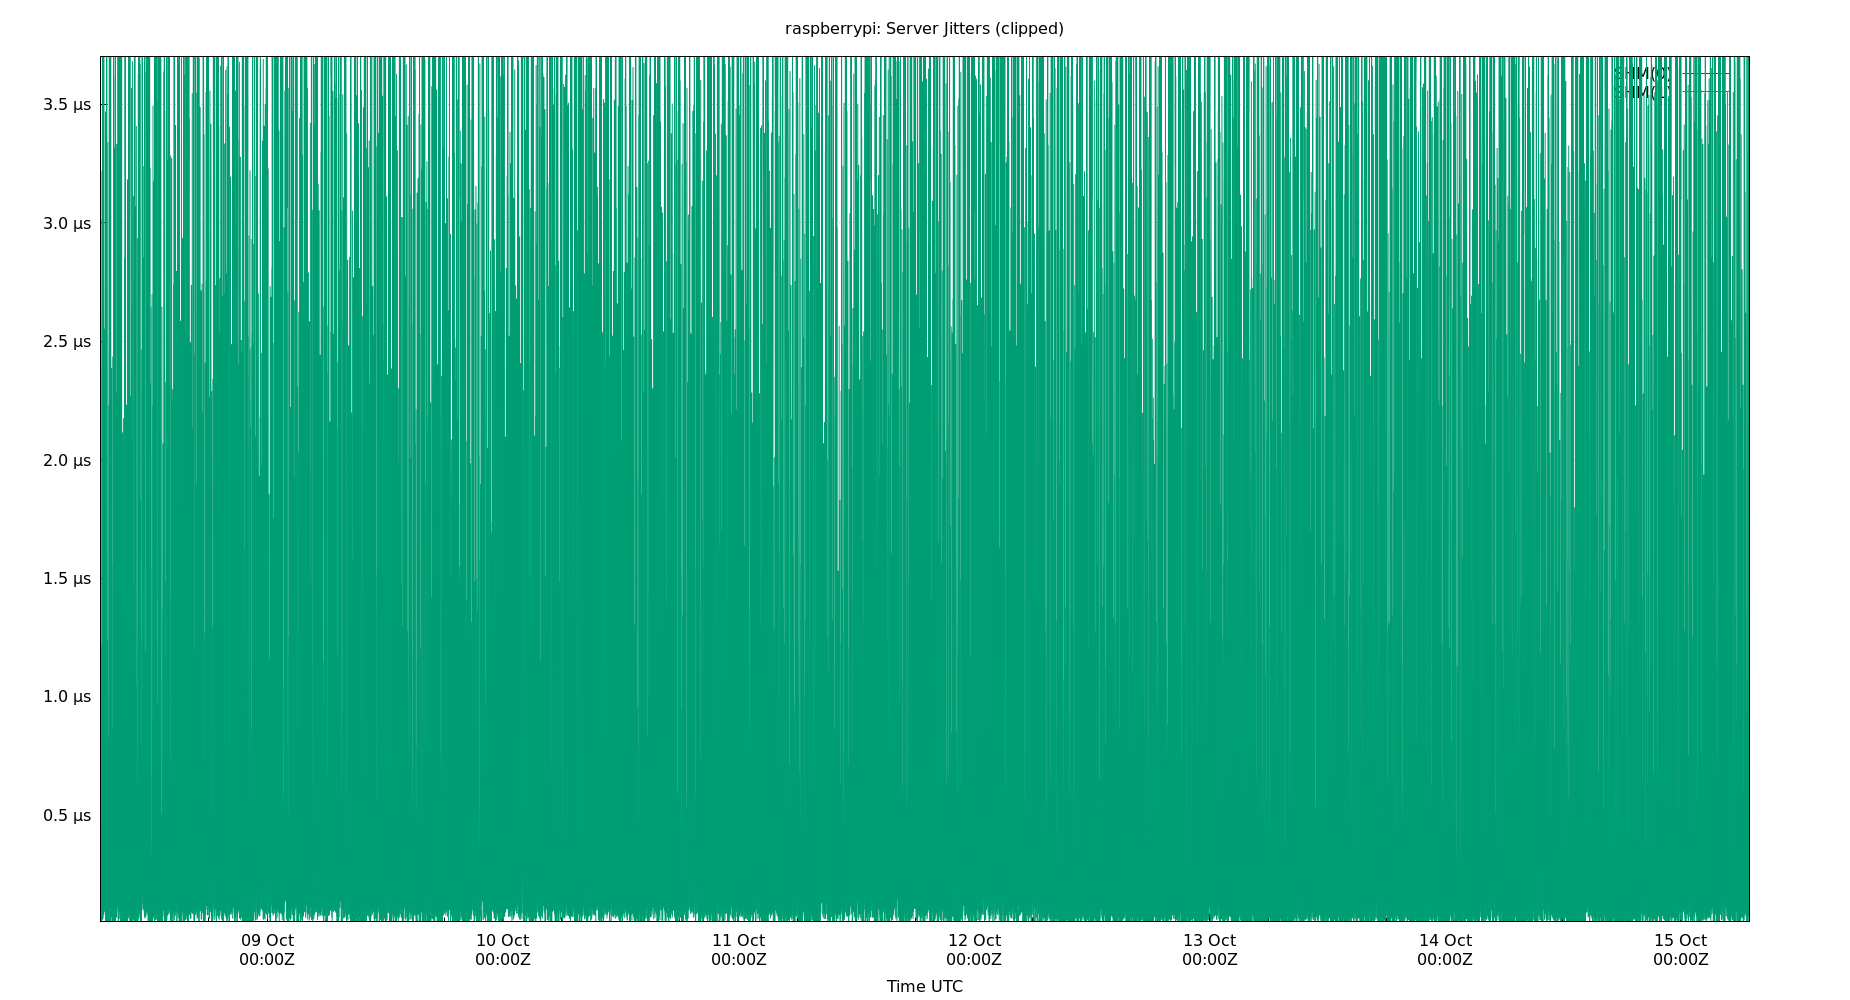 raspberrypi: Server Jitters (clipped)
SHM(0)
3.5 µs
3.0 µs
2.5 µs
2.0 µs
1.5 µs
1.0 µs
0.5 µs
09 Oct 10 Oct 11 Oct 12 Oct 13 Oct 14 Oct 15 Oct
00:00Z 00:00Z 00:00Z 00:00Z 00:00Z 00:00Z 00:00Z
Time UTC